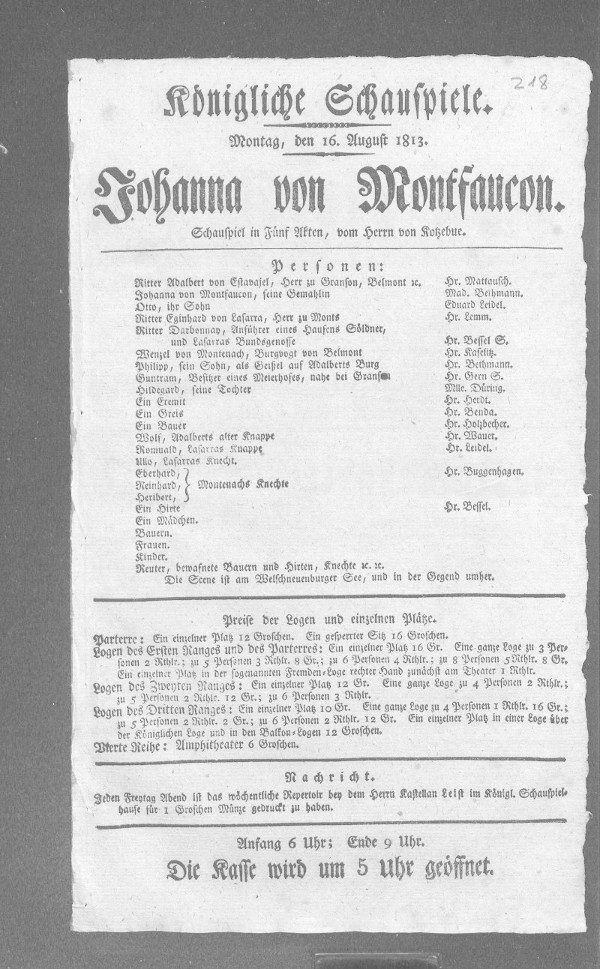 218
Königliche Schauspiele.
Montag, den 16. August 1813.
Johanna von Montfaucon.
Schauspiel in Fünf Akten, vom Herrn von Kotzebue.
Personen:
Ritter Adalbert von Estavajel, Herr zu Granson, Belmont ꝛc. Hr. Mattausch.
Johanna von Montfaucon, seine Gemahlin Mad. Bethmann.
Otto, ihr Sohn Eduard Leidel.
Ritter Eginhard von Lasarra, Herr zu Monts Hr. Lemm.
Ritter Darbonnay, Anführer eines Haufens Söldner,
und Lasarras Bundsgenosse Hr. Bessel S.
Wenzel von Montenach, Burgvogt von Belmont Hr. Kaselitz.
Philipp, sein Sohn, als Geißel auf Adalberts Burg Hr. Bethmann.
Guntram, Besitzer eines Meierhofes, nahe bei Granson Hr. Gern S.
Hildegard, seine Tochter Mlle. Düring.
Ein Eremit Hr. Herdt.
Ein Greis Hr. Benda.
Ein Bauer Hr. Holzbecher.
Wolf, Adalberts alter Knappe Hr. Wauer.
Romuald, Lasarras Knappe Hr. Leidel.
Ullo, Lasarras Knecht.
Eberhard, Hr. Buggenhagen.
Reinhard, } Montenachs Knechte
Heribert,
Ein Hirte Hr. Bessel.
Ein Mädchen.
Bauern.
Frauen.
Kinder.
Reuter, bewafnete Bauern und Hirten, Knechte ꝛc. ꝛc.
Die Scene ist am Welschneuenburger See, und in der Gegend umher.
Preise der Logen und einzelnen Plätze.
Parterre: Ein einzelner Platz 12 Groschen. Ein gesperrter Sitz 16 Groschen.
Logen des Ersten Ranges und des Parterres: Ein einzelner Platz 16 Gr. Eine ganze Loge zu 3 Per-
sonen 2 Rthlr.; zu 5 Personen 3 Rthlr. 8 Gr.; zu 6 Personen 4 Rthlr.; zu 8 Personen 5 Rthlr. 8 Gr.
Ein einzelner Platz in der sogenannten Fremden-Loge rechter Hand zunächst am Theater 1 Rthlr.
Logen des Zweyten Ranges: Ein einzelner Platz 12 Gr. Eine ganze Loge zu 4 Personen 2 Rthlr.;
zu 5 Personen 2 Rthlr. 12 Gr.; zu 6 Personen 3 Rthlr.
Logen des Dritten Ranges: Ein einzelner Platz 10 Gr. Eine ganze Loge zu 4 Personen 1 Rthlr. 16 Gr.;
zu 5 Personen 2 Rthlr. 2 Gr.; zu 6 Personen 2 Rthlr. 12 Gr. Ein einzelner Platz in einer Loge über
der Königlichen Loge und in den Balkon-Logen 12 Groschen.
Vierte Reihe: Amphitheater 6 Groschen.
Nachricht.
Jeden Freytag Abend ist das wöchentliche Repertoir bey dem Herrn Kastellan Leist im Königl. Schauspiel-
hause für 1 Groschen Münze gedruckt zu haben.
Anfang 6 Uhr; Ende 9 Uhr.
Die Kasse wird um 5 Uhr geöffnet.